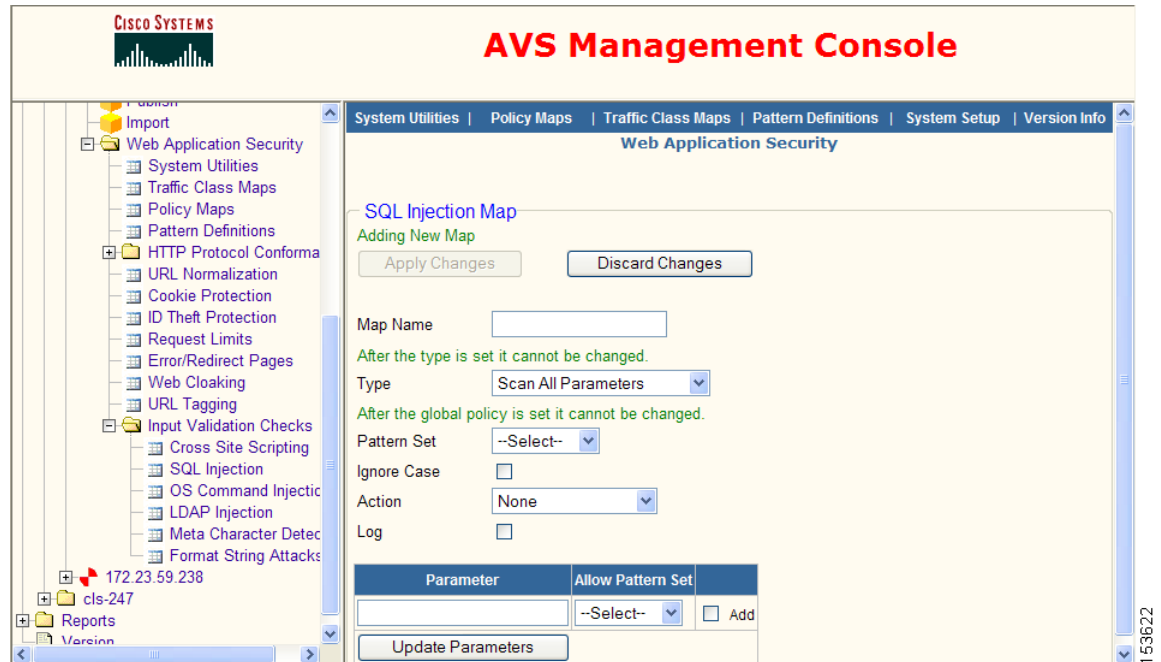 CISCO SYSTEMS
AVS Management Console
Publish
Import
Web Application Security
System Utilities
Traffic Class Maps
Policy Maps
Pattern Definitions
HTTP Protocol Conforma
URL Normalization
Cookie Protection
ID Theft Protection
Request Limits
Error/Redirect Pages
Web Cloaking
URL Tagging
Input Validation Checks
Cross Site Scripting
SQL Injection
OS Command Injectic
LDAP Injection
Meta Character Detec
Format String Attacks
172.23.59.238
cls-247
Reports
Version
System Utilities | Policy Maps | Traffic Class Maps | Pattern Definitions | System Setup | Version Info
Web Application Security
SQL Injection Map
Adding New Map
Apply Changes Discard Changes
Map Name
After the type is set it cannot be changed.
Type Scan All Parameters
After the global policy is set it cannot be changed.
Pattern Set --Select--
Ignore Case
Action None
Log
Parameter Allow Pattern Set
--Select-- Add
Update Parameters
153622